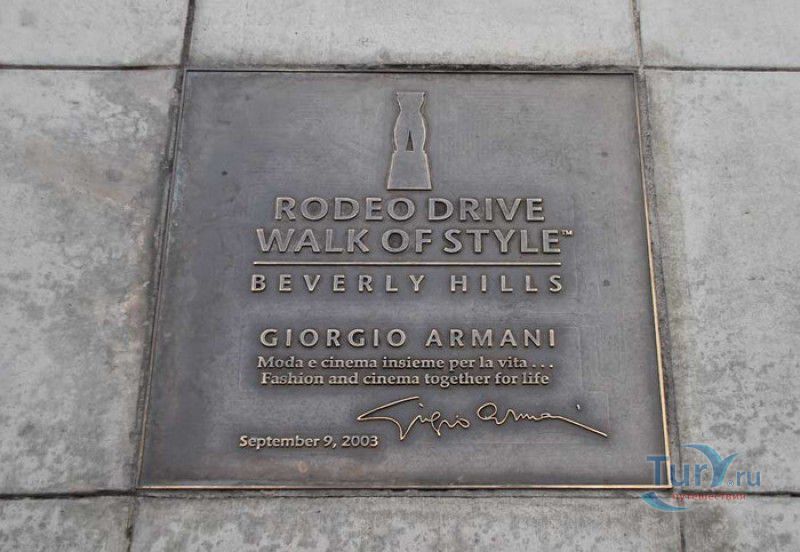 RODEO DRIVE
WALK OF STYLE™
BEVERLY HILLS
GIORGIO ARMANI
Moda e cinema insieme per la vita . . .
Fashion and cinema together for life
Giorgio Armani
September 9, 2003
Tury.ru
путешествия